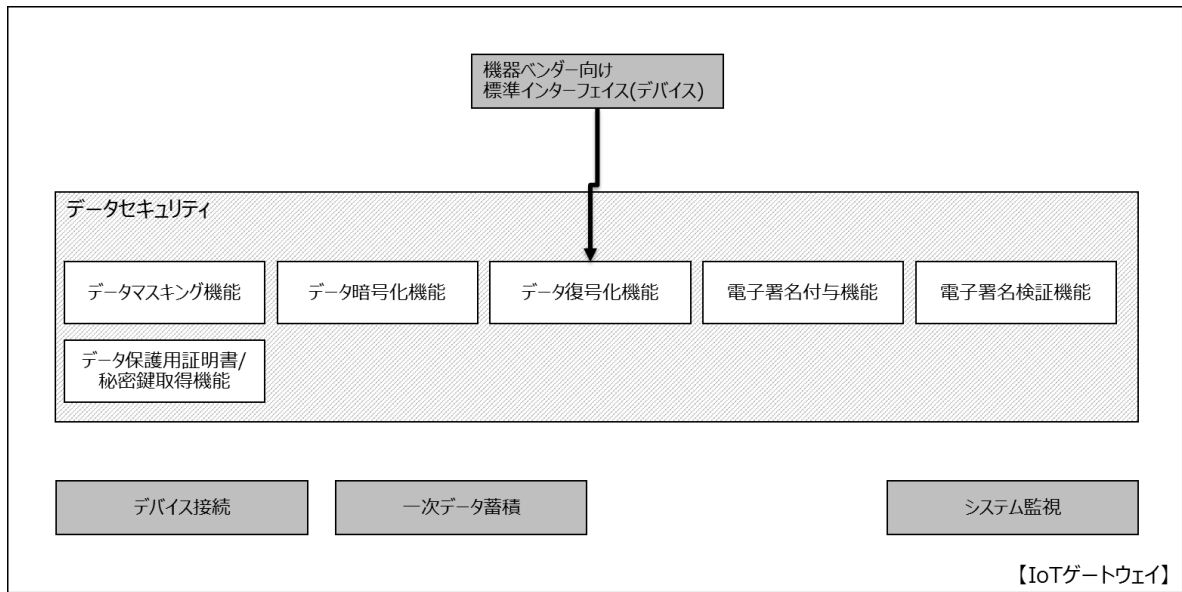 機器ベンダー向け
標準インターフェイス(デバイス)
データセキュリティ
データマスキング機能
データ暗号化機能
データ復号化機能
電子署名付与機能
電子署名検証機能
データ保護用証明書/
秘密鍵取得機能
デバイス接続
一次データ蓄積
システム監視
【IoTゲートウェイ】